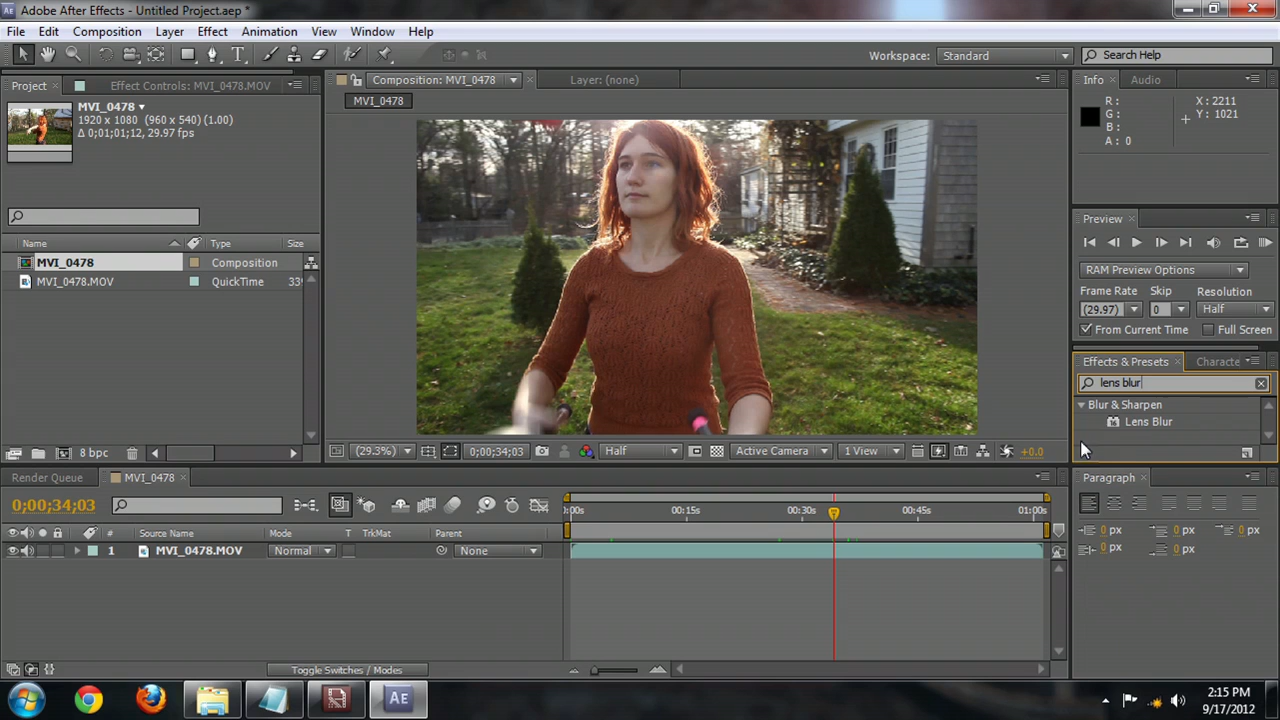 Adobe After Effects - Untitled Project.aep *
File Edit Composition Layer Effect Animation View Window Help
Workspace: Standard Search Help
Project Effect Controls: MVI_0478.MOV
MVI_0478
1920 x 1080 (960 x 540) (1.00)
Δ 0;01;01;12, 29.97 fps
Name Type Size
MVI_0478 Composition
MVI_0478.MOV QuickTime 33
8 bpc
Composition: MVI_0478 Layer: (none)
MVI_0478
(29.3%) 0;00;34;03 Half Active Camera 1 View +0.0
Info Audio
R : X : 2211
G : Y : 1021
B :
A : 0
Preview
RAM Preview Options
Frame Rate Skip Resolution
(29.97) 0 Half
From Current Time Full Screen
Effects & Presets Characte
lens blur
Blur & Sharpen
Lens Blur
Paragraph
0 px 0 px 0 px
0 px 0 px
Render Queue MVI_0478
0;00;34;03
:00s 00:15s 00:30s 00:45s 01:00s
# Source Name Mode T TrkMat Parent
1 MVI_0478.MOV Normal None
Toggle Switches / Modes
AE
2:15 PM
9/17/2012